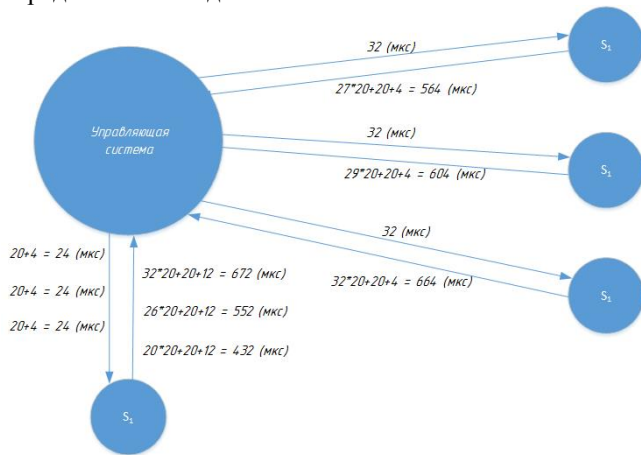 32 (мкс)
S₁
27*20+20+4 = 564 (мкс)
Управляющая
система
32 (мкс)
29*20+20+4 = 604 (мкс)
S₁
32 (мкс)
32*20+20+4 = 664 (мкс)
S₁
20+4 = 24 (мкс)
20+4 = 24 (мкс)
20+4 = 24 (мкс)
32*20+20+12 = 672 (мкс)
26*20+20+12 = 552 (мкс)
20*20+20+12 = 432 (мкс)
S₁